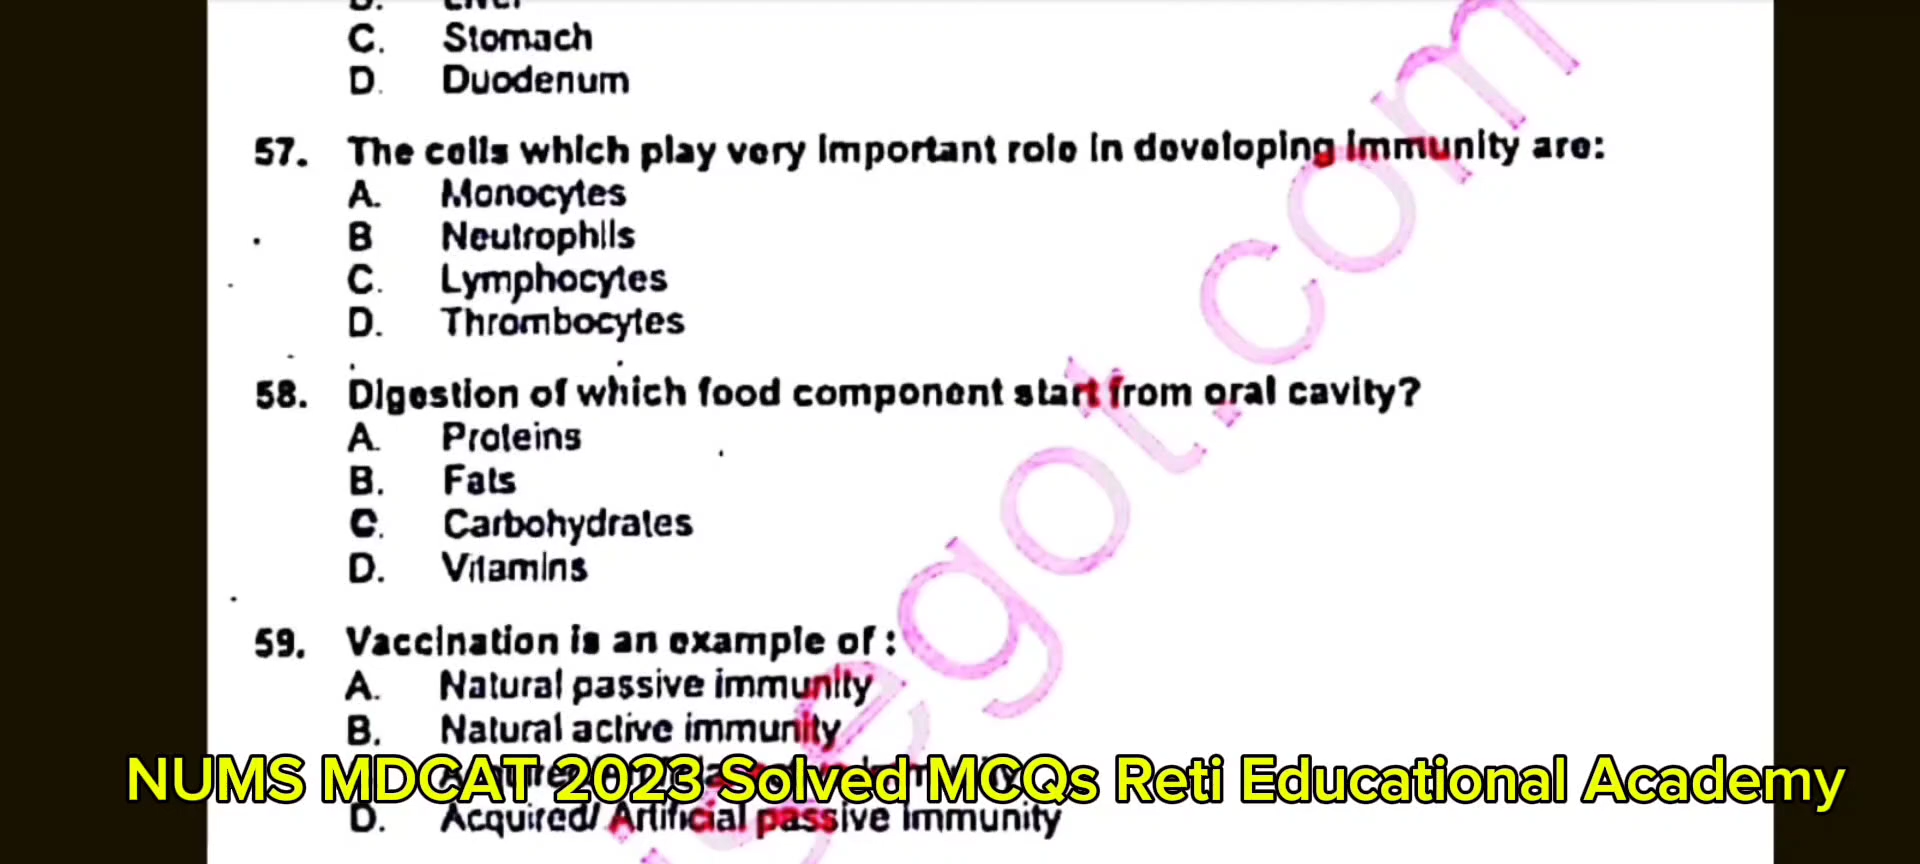 C. Stomach
D. Duodenum
57. The cells which play very important role in developing immunity are:
A. Monocytes
B Neutrophils
C. Lymphocytes
D. Thrombocytes
58. Digestion of which food component start from oral cavity?
A. Proteins
B. Fats
C. Carbohydrates
D. Vitamins
59. Vaccination is an example of :
A. Natural passive immunity
B. Natural active immunity
NUMS MDCAT 2023 Solved MCQs Reti Educational Academy
D. Acquired/ Artificial passive immunity
egot.com